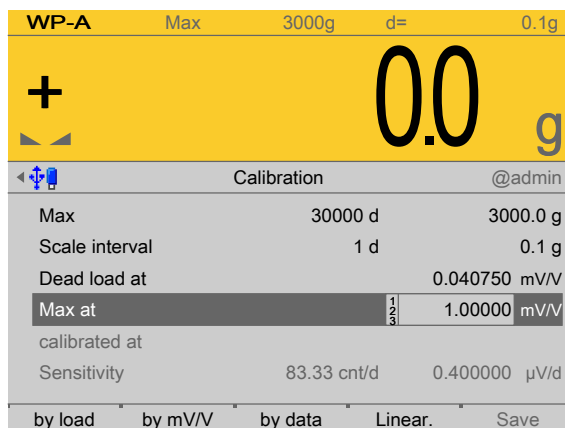 WP-A Max 3000g d= 0.1g
+ 0.0 g
Calibration @admin
Max 30000 d 3000.0 g
Scale interval 1 d 0.1 g
Dead load at 0.040750 mV/V
Max at 1 2 3 1.00000 mV/V
calibrated at
Sensitivity 83.33 cnt/d 0.400000 µV/d
by load by mV/V by data Linear. Save